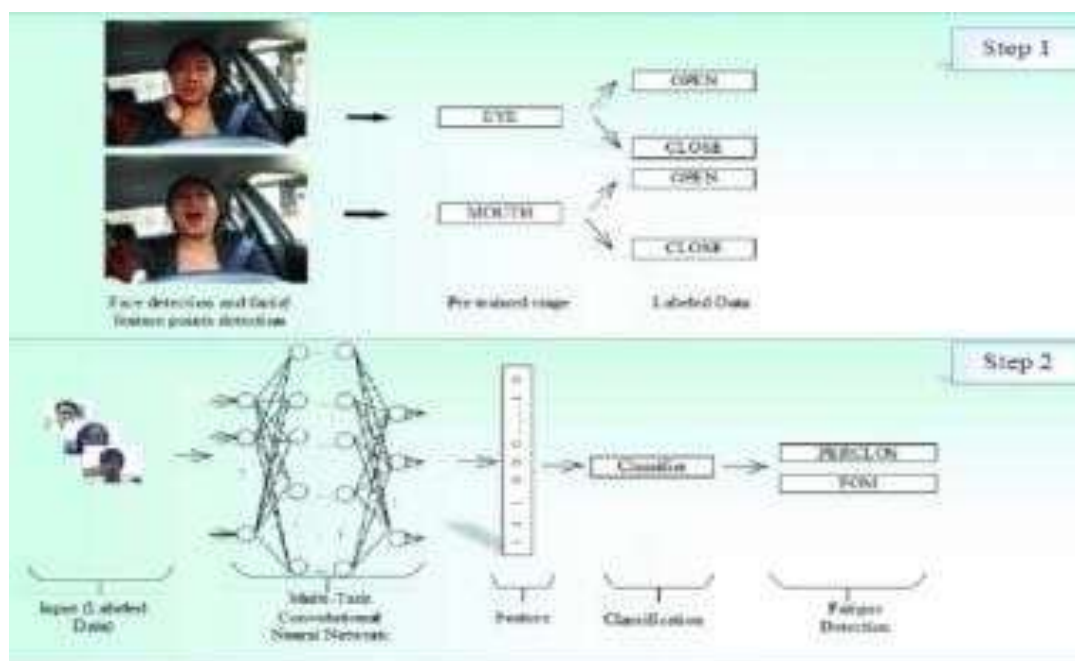 Step 1
OPEN
EYE
CLOSE
OPEN
MOUTH
CLOSE
Face detection and facial
feature points detection
Pre trained stage
Labeled Data
Step 2
Classifier
PERCLOS
FOM
Input (Labeled
Data)
Multi-Task
Convolutional
Neural Network
Feature
Classification
Fatigue
Detection